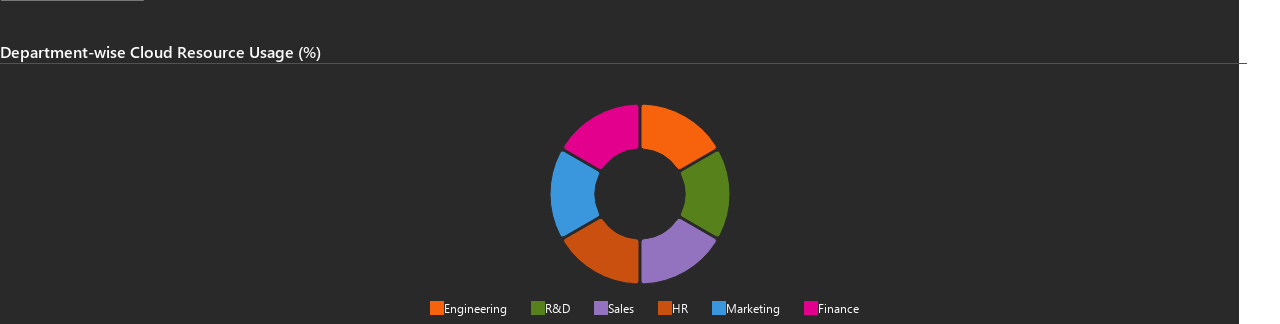 Department-wise Cloud Resource Usage (%)
Engineering R&D Sales HR Marketing Finance